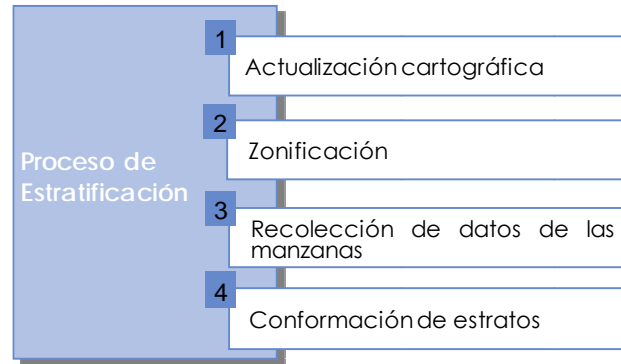 Proceso de
Estratificación
1
Actualización cartográfica
2
Zonificación
3
Recolección de datos de las
manzanas
4
Conformación de estratos